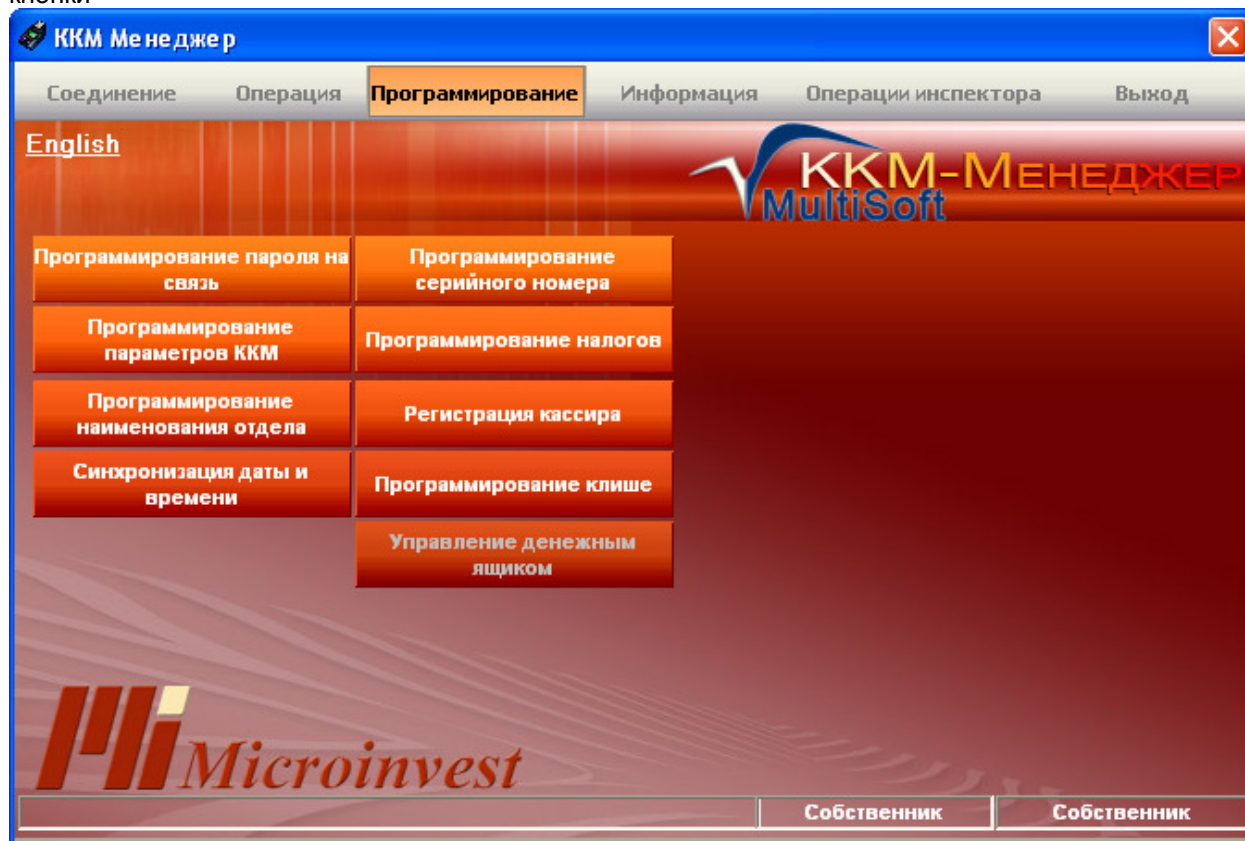 кнопки
ККМ Менеджер
Соединение Операция Программирование Информация Операции инспектора Выход
English
ККМ-Менеджер
MultiSoft
Программирование пароля на
связь
Программирование
серийного номера
Программирование
параметров ККМ
Программирование налогов
Программирование
наименования отдела
Регистрация кассира
Синхронизация даты и
времени
Программирование клише
Управление денежным
ящиком
Microinvest
Собственник Собственник